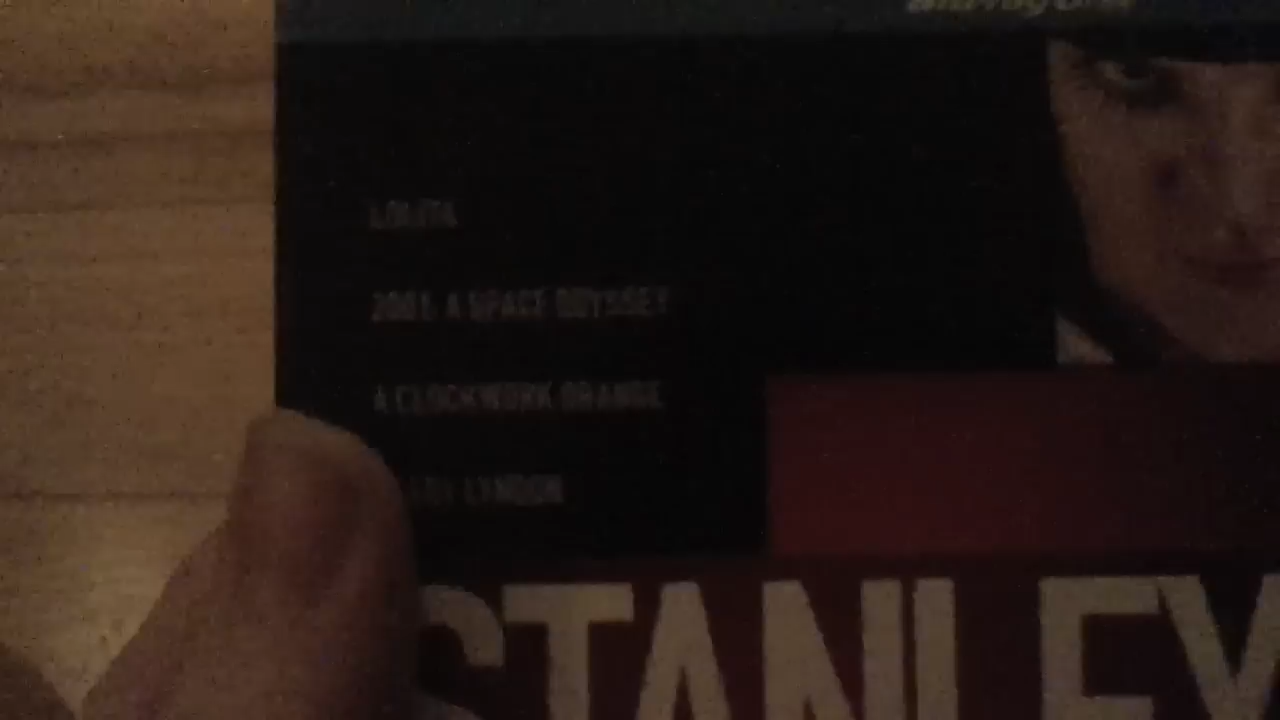 LOLITA
2001: A SPACE ODYSSEY
A CLOCKWORK ORANGE
LYNDON
STANLEY